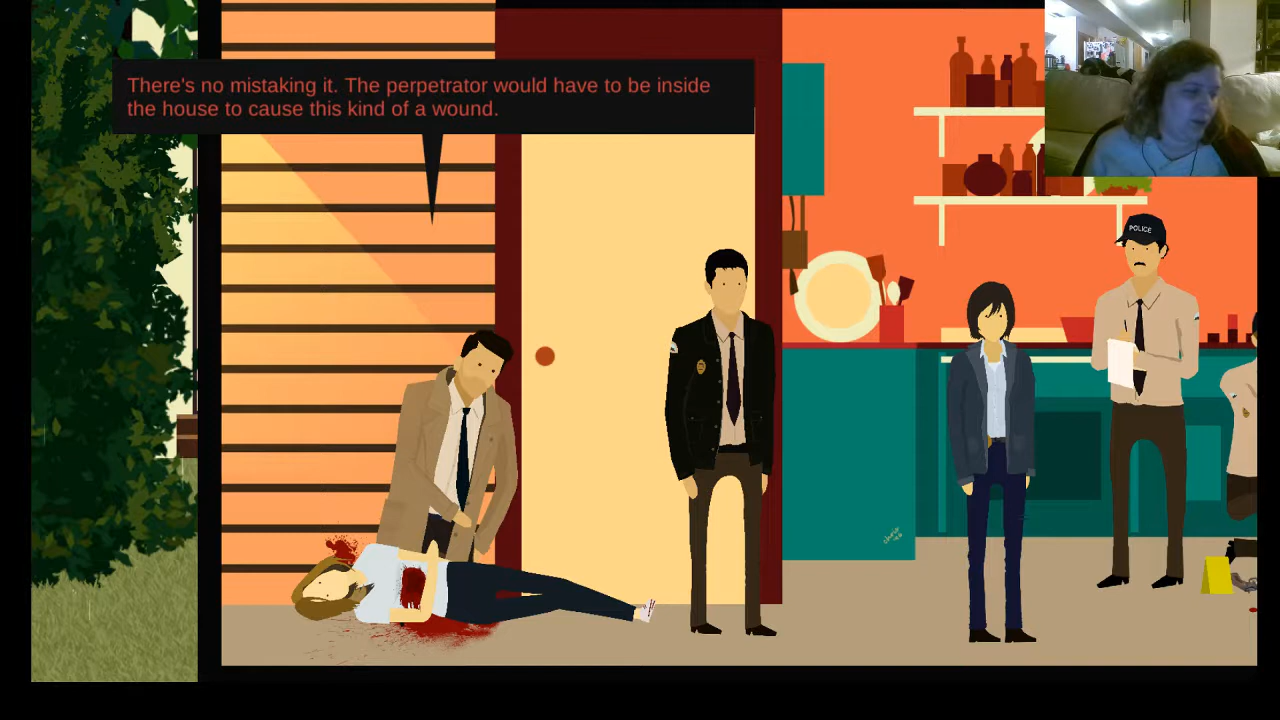 There's no mistaking it. The perpetrator would have to be inside
the house to cause this kind of a wound.
POLICE